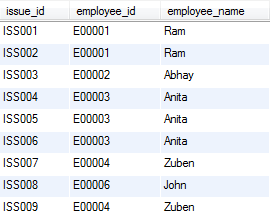 issue_id employee_id employee_name
ISS001 E00001 Ram
ISS002 E00001 Ram
ISS003 E00002 Abhay
ISS004 E00003 Anita
ISS005 E00003 Anita
ISS006 E00003 Anita
ISS007 E00004 Zuben
ISS008 E00006 John
ISS009 E00004 Zuben